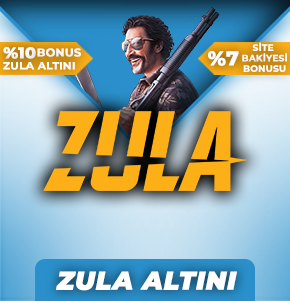 %10 BONUS
ZULA ALTINI
%7 SİTE
BAKİYESİ
BONUSU
ZULA
ZULA ALTINI